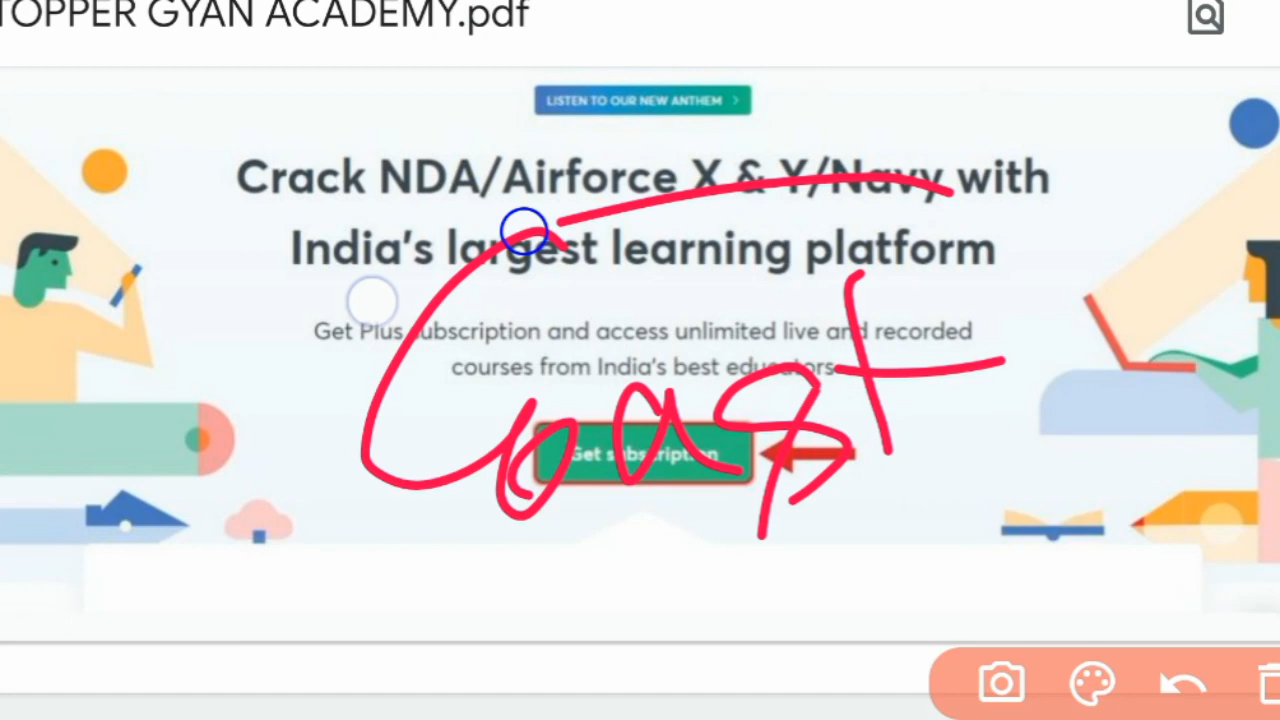 TOPPER GYAN ACADEMY.pdf
LISTEN TO OUR NEW ANTHEM >
Crack NDA/Airforce X & Y/Navy with
India's largest learning platform
Get Plus subscription and access unlimited live and recorded
courses from India's best educators
Get subscription
Coast